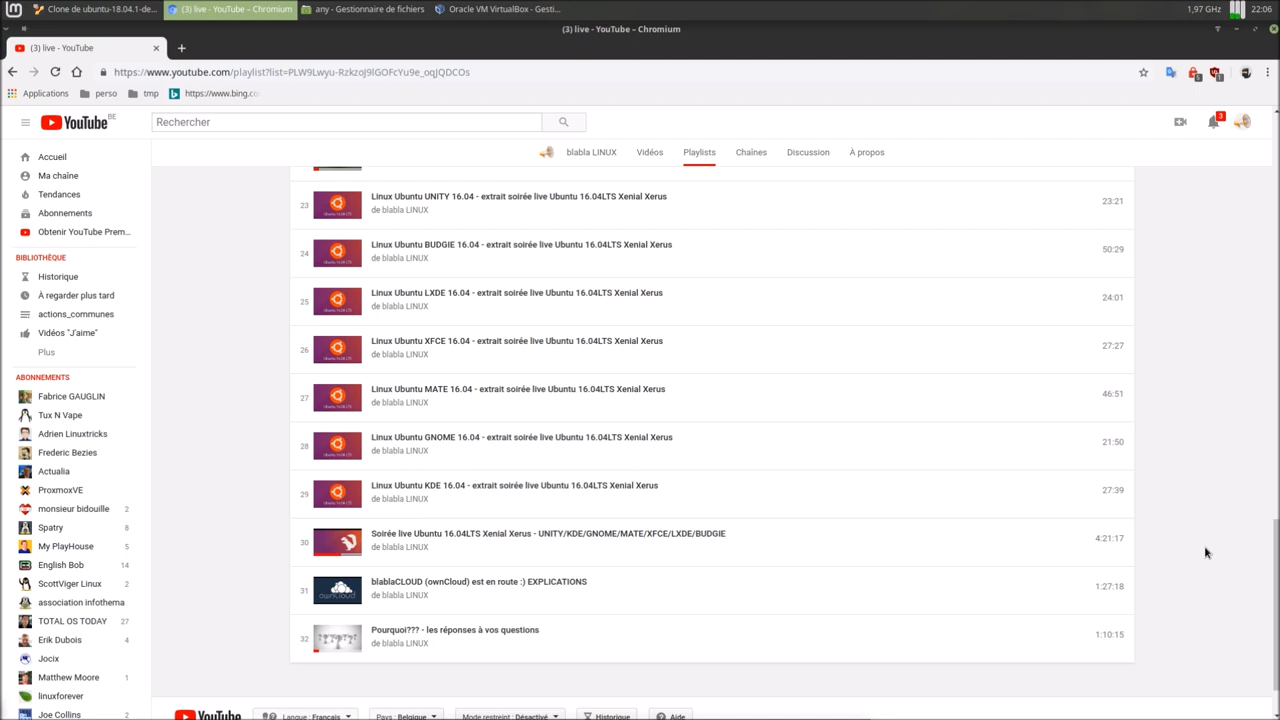 Clone de ubuntu-18.04.1-de...
(3) live - YouTube – Chromium
any - Gestionnaire de fichiers
Oracle VM VirtualBox - Gesti...
1,97 GHz
22:06
(3) live - YouTube – Chromium
(3) live - YouTube
https://www.youtube.com/playlist?list=PLW9Lwyu-RzkzoJ9lGOFcYu9e_oqJQDCOs
Applications
perso
tmp
https://www.bing.co
YouTube BE
Rechercher
3
blabla LINUX
Vidéos
Playlists
Chaînes
Discussion
À propos
Accueil
Ma chaîne
Tendances
Abonnements
Obtenir YouTube Prem...
BIBLIOTHÈQUE
Historique
À regarder plus tard
actions_communes
Vidéos "J'aime"
Plus
ABONNEMENTS
Fabrice GAUGLIN
Tux N Vape
Adrien Linuxtricks
Frederic Bezies
Actualia
ProxmoxVE
monsieur bidouille 2
Spatry 8
My PlayHouse 5
English Bob 14
ScottViger Linux 2
association infothema
TOTAL OS TODAY 27
Erik Dubois 4
Jocix
Matthew Moore 1
linuxforever
Joe Collins 2
23 Linux Ubuntu UNITY 16.04 - extrait soirée live Ubuntu 16.04LTS Xenial Xerus 23:21
de blabla LINUX
24 Linux Ubuntu BUDGIE 16.04 - extrait soirée live Ubuntu 16.04LTS Xenial Xerus 50:29
de blabla LINUX
25 Linux Ubuntu LXDE 16.04 - extrait soirée live Ubuntu 16.04LTS Xenial Xerus 24:01
de blabla LINUX
26 Linux Ubuntu XFCE 16.04 - extrait soirée live Ubuntu 16.04LTS Xenial Xerus 27:27
de blabla LINUX
27 Linux Ubuntu MATE 16.04 - extrait soirée live Ubuntu 16.04LTS Xenial Xerus 46:51
de blabla LINUX
28 Linux Ubuntu GNOME 16.04 - extrait soirée live Ubuntu 16.04LTS Xenial Xerus 21:50
de blabla LINUX
29 Linux Ubuntu KDE 16.04 - extrait soirée live Ubuntu 16.04LTS Xenial Xerus 27:39
de blabla LINUX
30 Soirée live Ubuntu 16.04LTS Xenial Xerus - UNITY/KDE/GNOME/MATE/XFCE/LXDE/BUDGIE 4:21:17
de blabla LINUX
31 blablaCLOUD (ownCloud) est en route :) EXPLICATIONS 1:27:18
de blabla LINUX
32 Pourquoi??? - les réponses à vos questions 1:10:15
de blabla LINUX
YouTube
Langue : Français
Pays : Belgique
Mode restreint : Désactivé
Historique
Aide